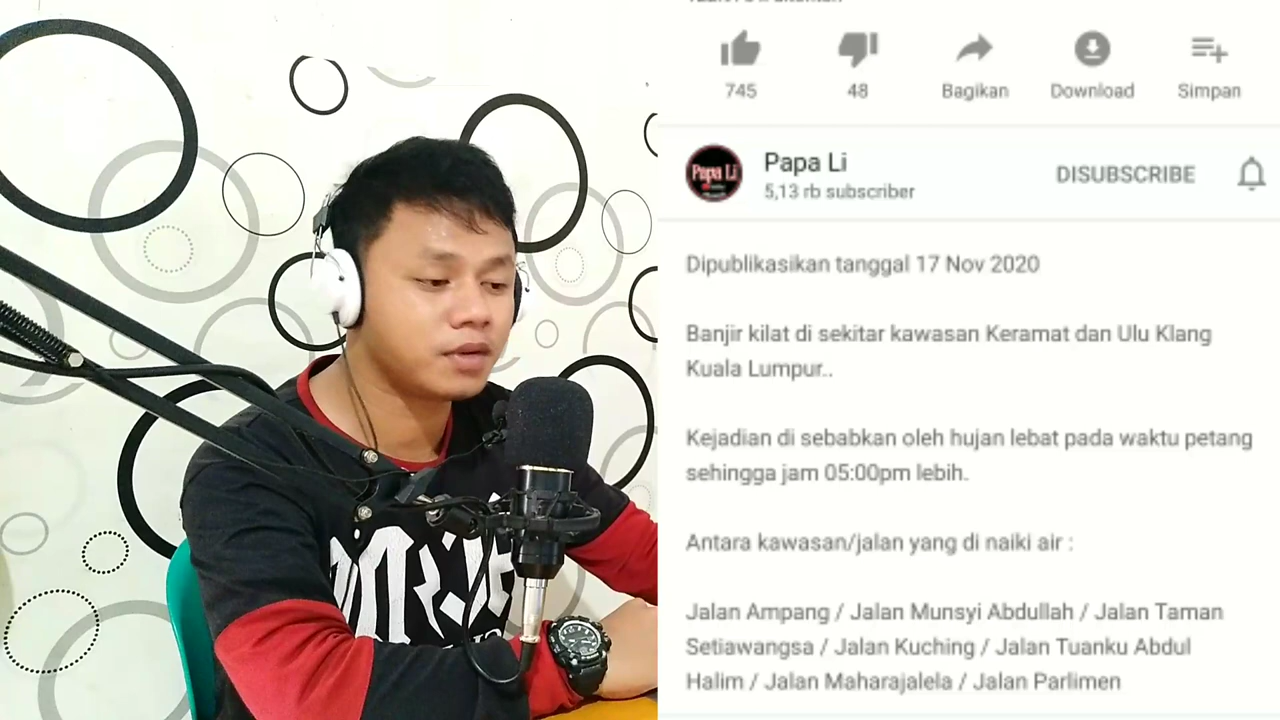 745
48
Bagikan
Download
Simpan
Papa Li
Papa Li
5,13 rb subscriber
DISUBSCRIBE
Dipublikasikan tanggal 17 Nov 2020
Banjir kilat di sekitar kawasan Keramat dan Ulu Klang
Kuala Lumpur..
Kejadian di sebabkan oleh hujan lebat pada waktu petang
sehingga jam 05:00pm lebih.
Antara kawasan/jalan yang di naiki air :
Jalan Ampang / Jalan Munsyi Abdullah / Jalan Taman
Setiawangsa / Jalan Kuching / Jalan Tuanku Abdul
Halim / Jalan Maharajalela / Jalan Parlimen